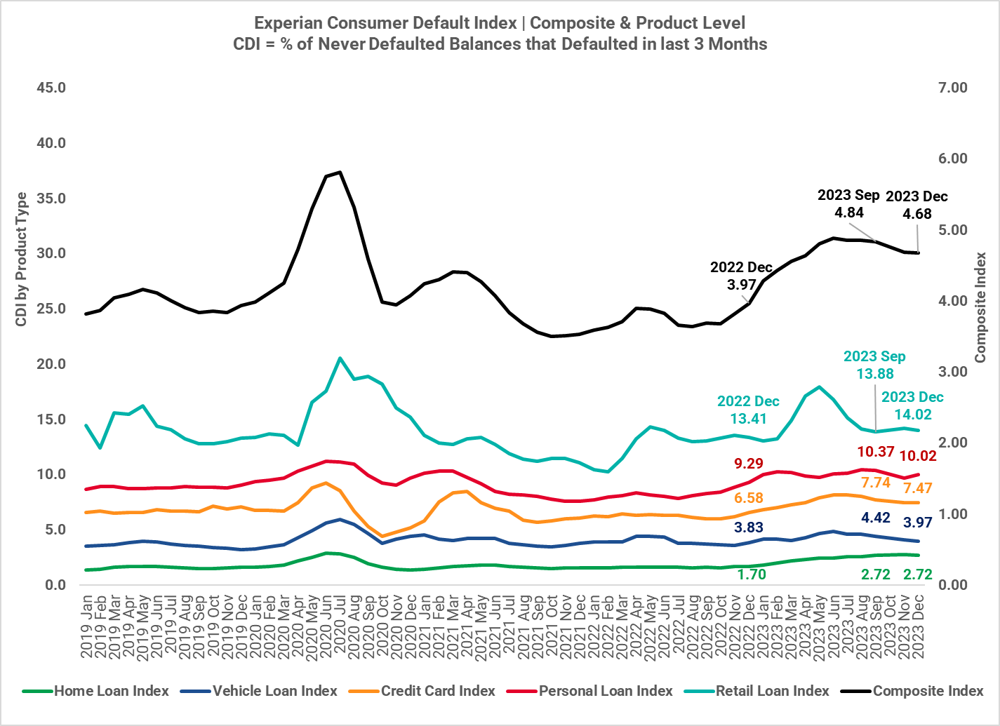 Experian Consumer Default Index | Composite & Product Level
CDI = % of Never Defaulted Balances that Defaulted in last 3 Months
CDI by Product Type
45.0
40.0
35.0
30.0
25.0
20.0
15.0
10.0
5.0
0.0
7.00
6.00
5.00
4.00
3.00
2.00
1.00
0.00
Composite Index
2022 Dec
3.97
2023 Sep
4.84
2023 Dec
4.68
2022 Dec
13.41
2023 Sep
13.88
2023 Dec
14.02
9.29
10.37
10.02
6.58
7.74
7.47
3.83
4.42
3.97
1.70
2.72
2.72
2019 Jan
2019 Feb
2019 Mar
2019 Apr
2019 May
2019 Jun
2019 Jul
2019 Aug
2019 Sep
2019 Oct
2019 Nov
2019 Dec
2020 Jan
2020 Feb
2020 Mar
2020 Apr
2020 May
2020 Jun
2020 Jul
2020 Aug
2020 Sep
2020 Oct
2020 Nov
2020 Dec
2021 Jan
2021 Feb
2021 Mar
2021 Apr
2021 May
2021 Jun
2021 Jul
2021 Aug
2021 Sep
2021 Oct
2021 Nov
2021 Dec
2022 Jan
2022 Feb
2022 Mar
2022 Apr
2022 May
2022 Jun
2022 Jul
2022 Aug
2022 Sep
2022 Oct
2022 Nov
2022 Dec
2023 Jan
2023 Feb
2023 Mar
2023 Apr
2023 May
2023 Jun
2023 Jul
2023 Aug
2023 Sep
2023 Oct
2023 Nov
2023 Dec
Home Loan Index
Vehicle Loan Index
Credit Card Index
Personal Loan Index
Retail Loan Index
Composite Index